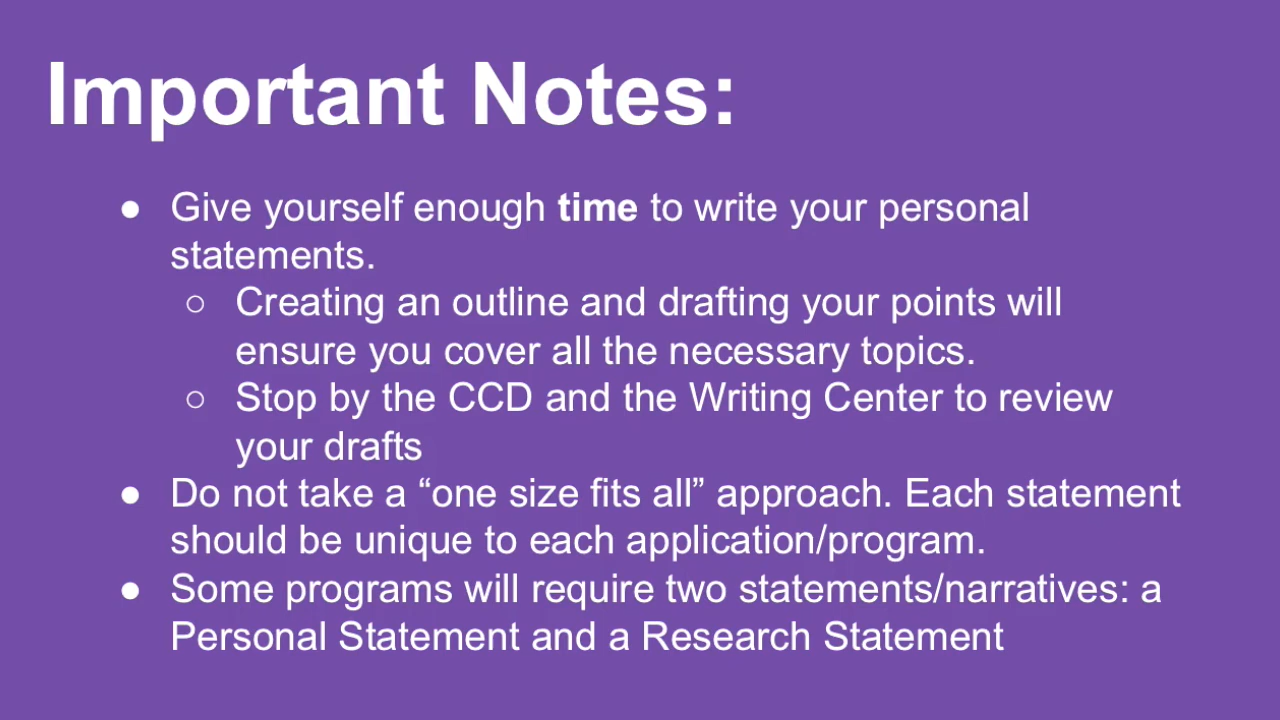 Important Notes:
● Give yourself enough time to write your personal
statements.
○ Creating an outline and drafting your points will
ensure you cover all the necessary topics.
○ Stop by the CCD and the Writing Center to review
your drafts
● Do not take a “one size fits all” approach. Each statement
should be unique to each application/program.
● Some programs will require two statements/narratives: a
Personal Statement and a Research Statement